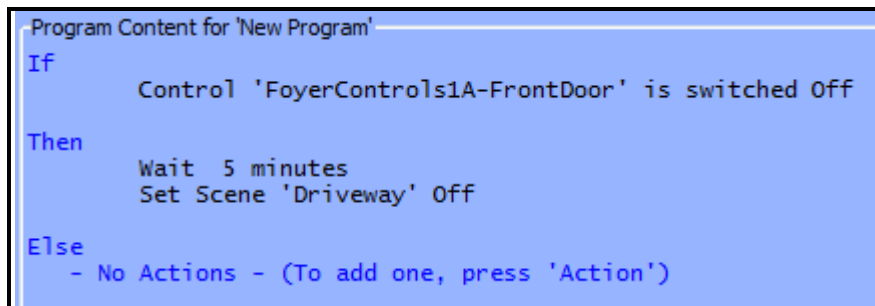 Program Content for 'New Program'
If
Control 'FoyerControls1A-FrontDoor' is switched Off
Then
Wait  5 minutes
Set Scene 'Driveway' Off
Else
- No Actions - (To add one, press 'Action')